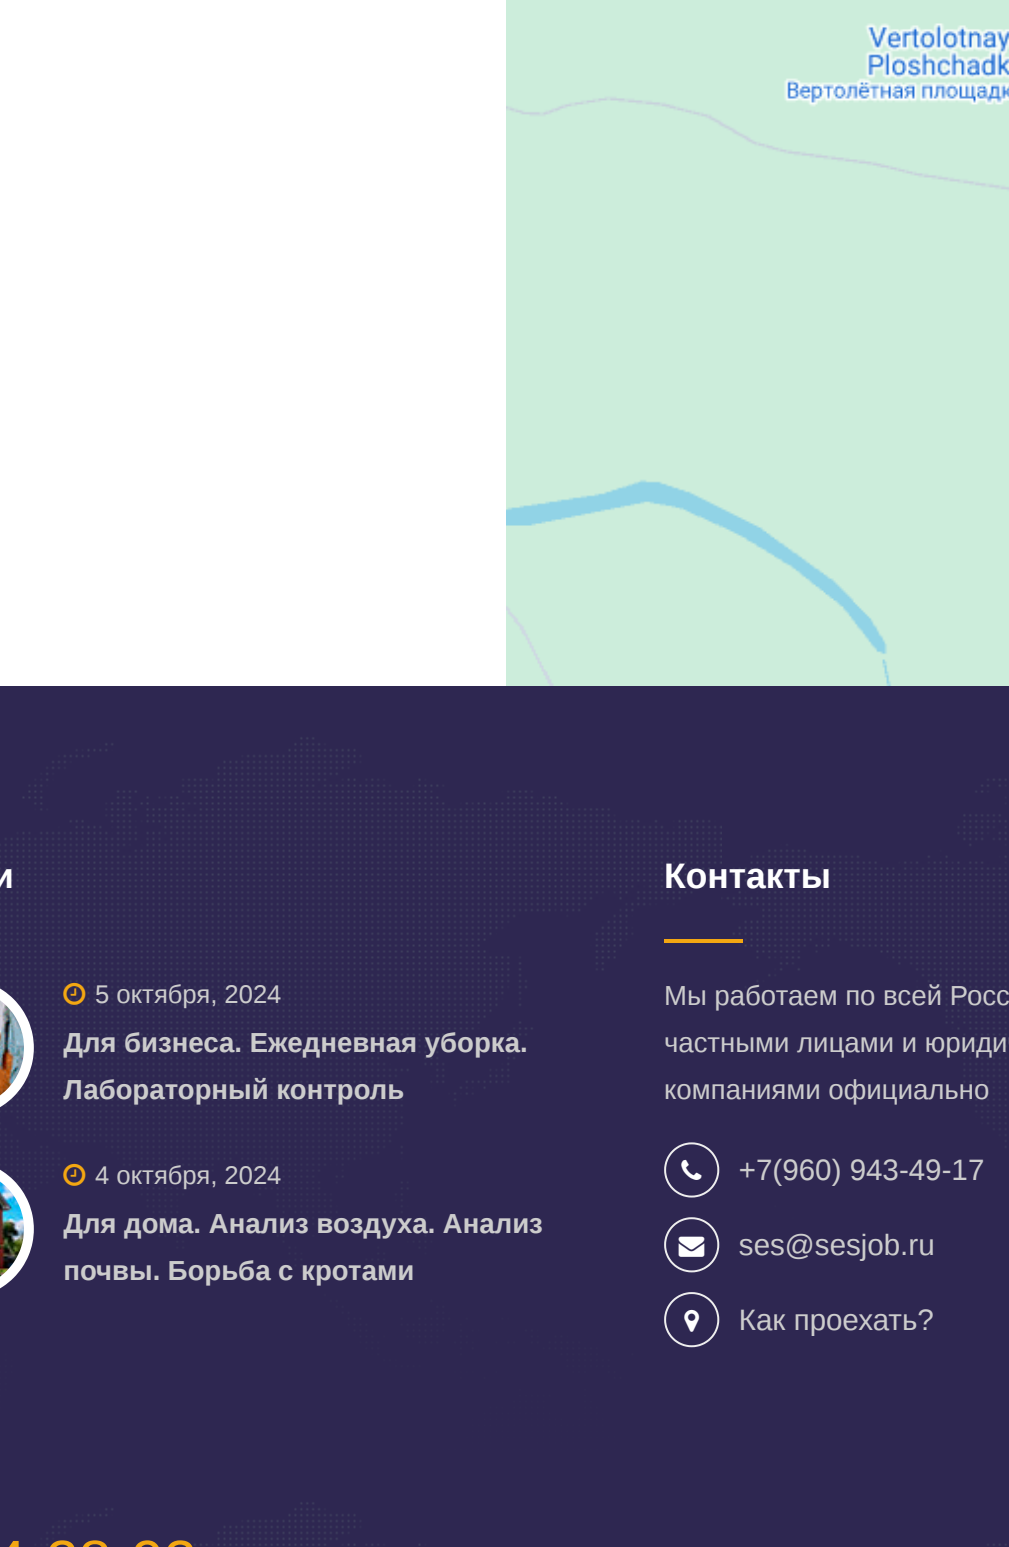 Vertolotnay
Ploshchadk
Вертолётная площадк
и
5 октября, 2024
Для бизнеса. Ежедневная уборка.
Лабораторный контроль
4 октября, 2024
Для дома. Анализ воздуха. Анализ
почвы. Борьба с кротами
Контакты
Мы работаем по всей Росс
частными лицами и юриди
компаниями официально
+7(960) 943-49-17
ses@sesjob.ru
Как проехать?